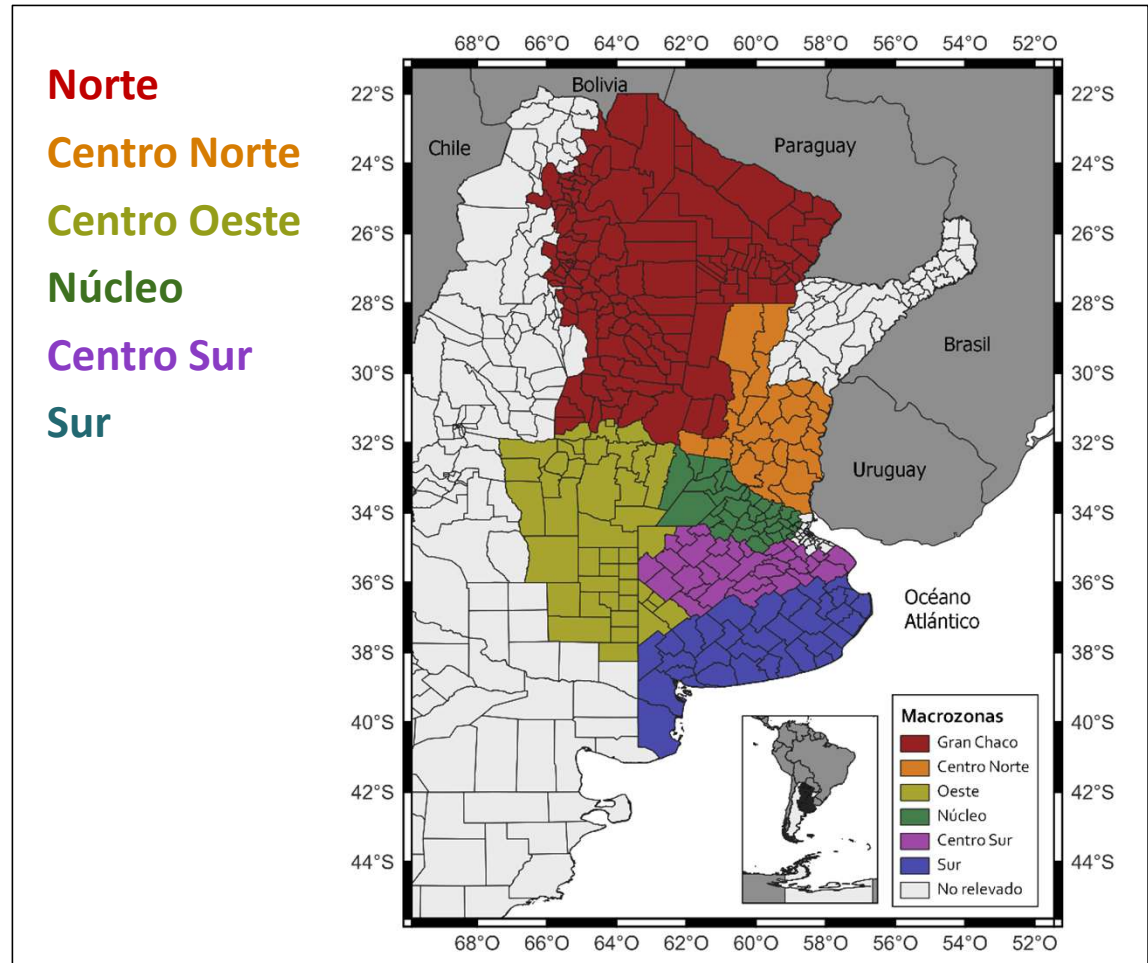 Norte
Centro Norte
Centro Oeste
Núcleo
Centro Sur
Sur
68°O 66°O 64°O 62°O 60°O 58°O 56°O 54°O 52°O
22°S 22°S
24°S 24°S
26°S 26°S
28°S 28°S
30°S 30°S
32°S 32°S
34°S 34°S
36°S 36°S
38°S 38°S
40°S 40°S
42°S 42°S
44°S 44°S
Bolivia
Chile
Paraguay
Brasil
Uruguay
Océano
Atlántico
Macrozonas
Gran Chaco
Centro Norte
Oeste
Núcleo
Centro Sur
Sur
No relevado
68°O 66°O 64°O 62°O 60°O 58°O 56°O 54°O 52°O